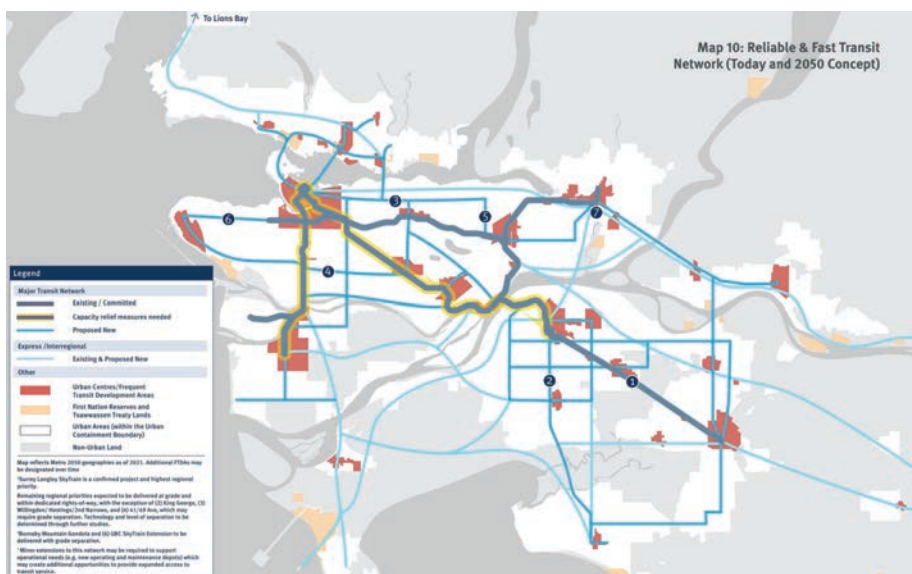 To Lions Bay
Map 10: Reliable & Fast Transit
Network (Today and 2050 Concept)
3
5
7
6
4
2
1
Legend
Major Transit Network
Existing / Committed
Capacity relief measures needed
Proposed New
Express /Interregional
Existing & Proposed New
Other
Urban Centres/Frequent
Transit Development Areas
First Nation Reserves and
Tsawwassen Treaty Lands
Urban Areas (within the Urban
Containment Boundary)
Non-Urban Land
Map reflects Metro 2050 geographies as of 2021. Additional FTDAs may
be designated over time
Surrey Langley SkyTrain is a confirmed project and highest regional
priority.
Remaining regional priorities expected to be delivered at grade and
within dedicated rights-of-way, with the exception of (2) King George, (3)
Willingdon/ Hastings/2nd Narrows, and (4) 41/49 Ave, which may
require grade separation. Technology and level of separation to be
determined through further studies.
Burnaby Mountain Gondola and (6) UBC SkyTrain Extension to be
delivered with grade separation.
Minor extensions to this network may be required to support
operational needs (e.g. new operating and maintenance depots) which
may create additional opportunities to provide expanded access to
transit service.